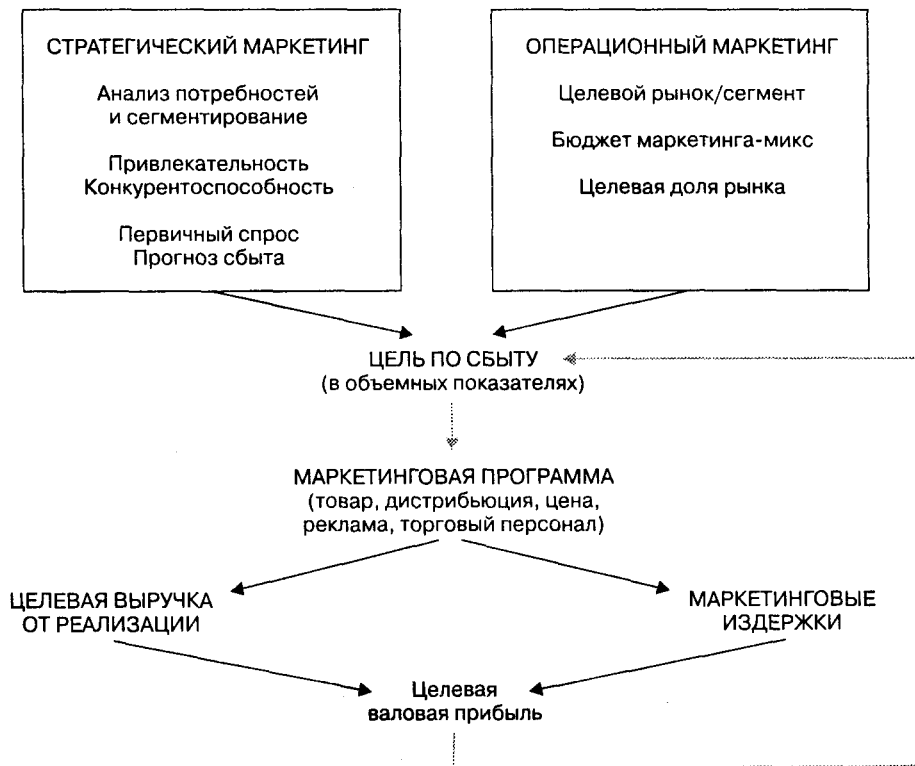 СТРАТЕГИЧЕСКИЙ МАРКЕТИНГ
Анализ потребностей
и сегментирование
Привлекательность
Конкурентоспособность
Первичный спрос
Прогноз сбыта
ОПЕРАЦИОННЫЙ МАРКЕТИНГ
Целевой рынок/сегмент
Бюджет маркетинга-микс
Целевая доля рынка
ЦЕЛЬ ПО СБЫТУ
(в объемных показателях)
МАРКЕТИНГОВАЯ ПРОГРАММА
(товар, дистрибьюция, цена,
реклама, торговый персонал)
ЦЕЛЕВАЯ ВЫРУЧКА
ОТ РЕАЛИЗАЦИИ
МАРКЕТИНГОВЫЕ
ИЗДЕРЖКИ
Целевая
валовая прибыль